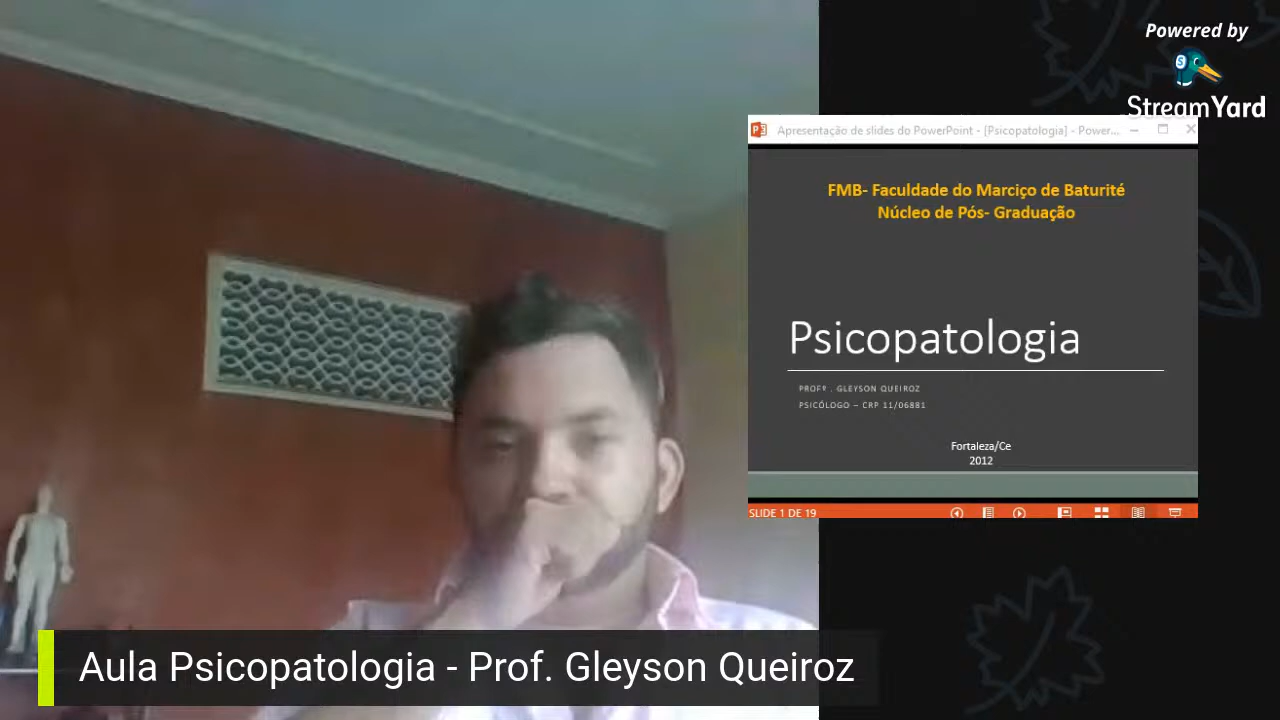 Powered by
StreamYard
Apresentação de slides do PowerPoint - [Psicopatologia] - Power...
FMB- Faculdade do Marciço de Baturité
Núcleo de Pós- Graduação
Psicopatologia
PROFº . GLEYSON QUEIROZ
PSICÓLOGO – CRP 11/06881
Fortaleza/Ce
2012
SLIDE 1 DE 19
Aula Psicopatologia - Prof. Gleyson Queiroz